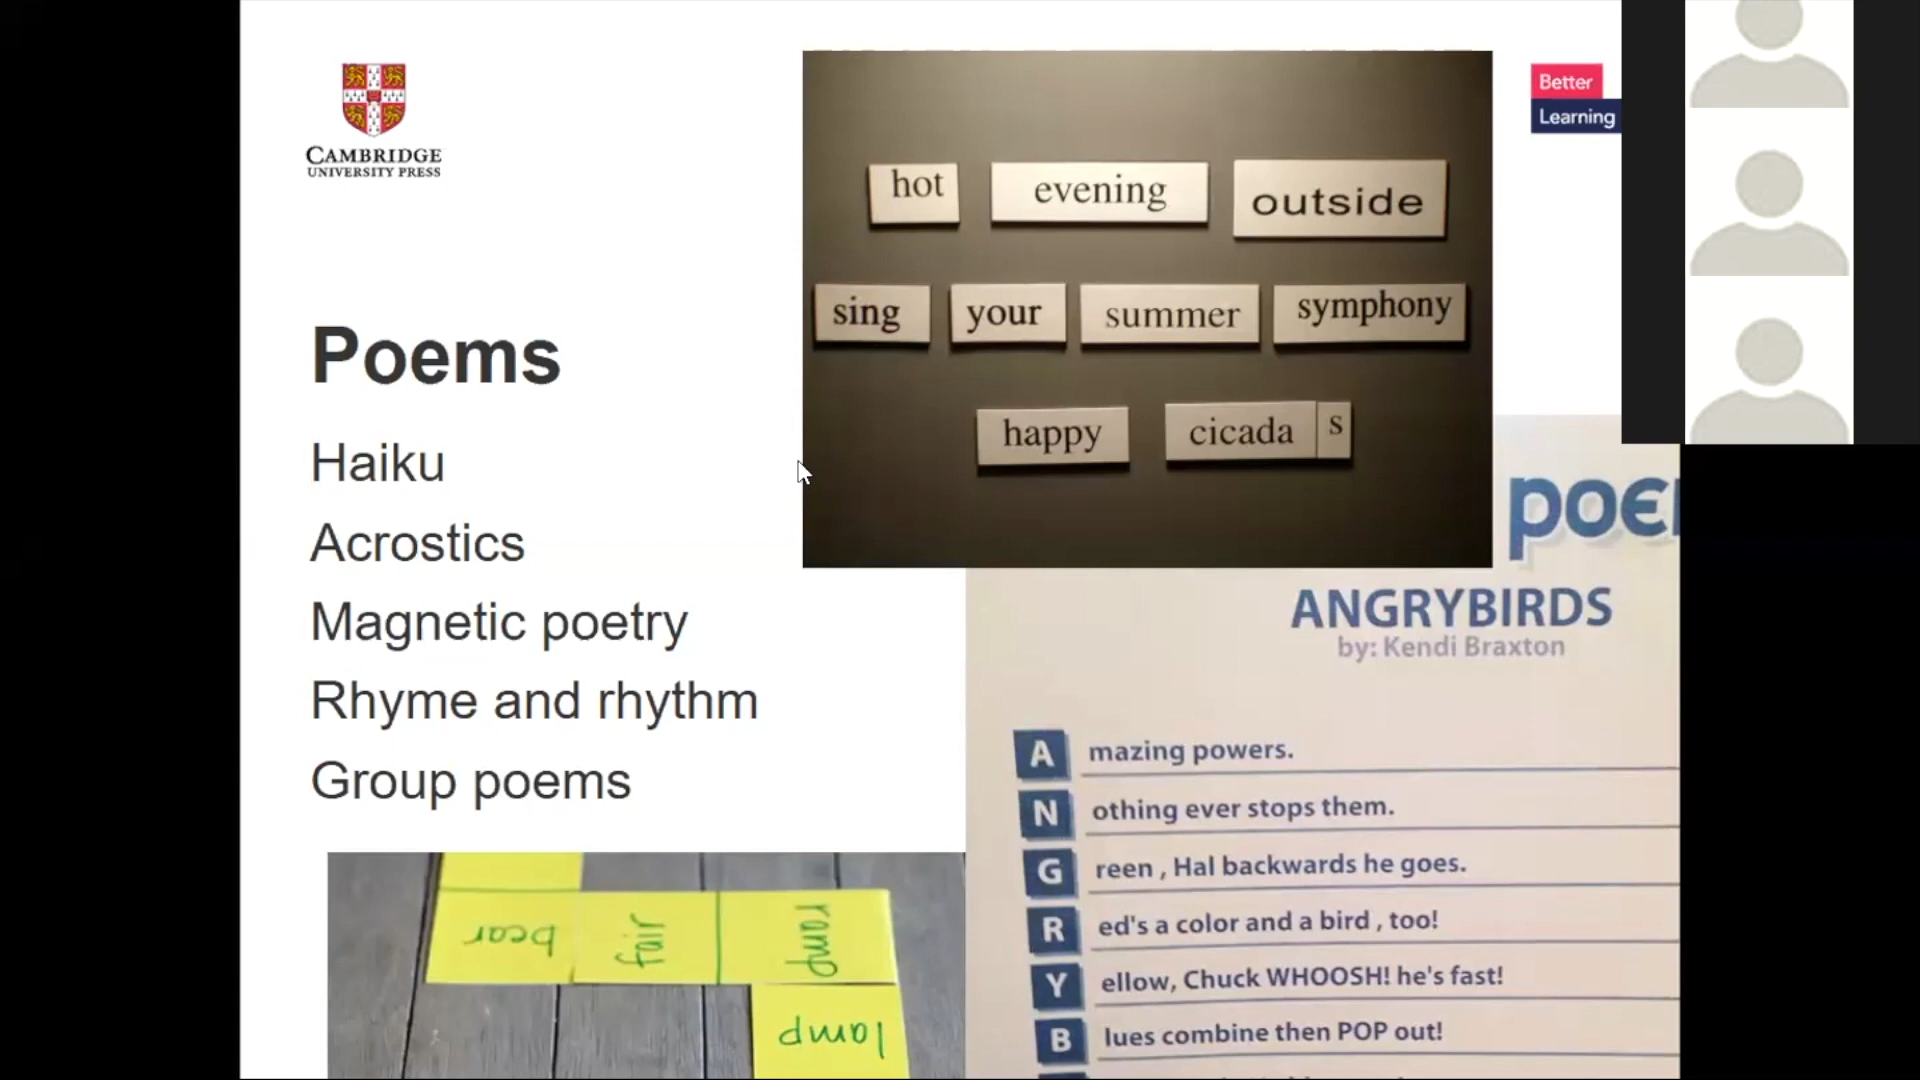 CAMBRIDGE
UNIVERSITY PRESS
Better
Learning
Poems
Haiku
Acrostics
Magnetic poetry
Rhyme and rhythm
Group poems
hot evening outside
sing your summer symphony
happy cicada s
ANGRYBIRDS
by: Kendi Braxton
A mazing powers.
N othing ever stops them.
G reen , Hal backwards he goes.
R ed's a color and a bird , too!
Y ellow, Chuck WHOOSH! he's fast!
B lues combine then POP out!
bear fair ramp
lamp